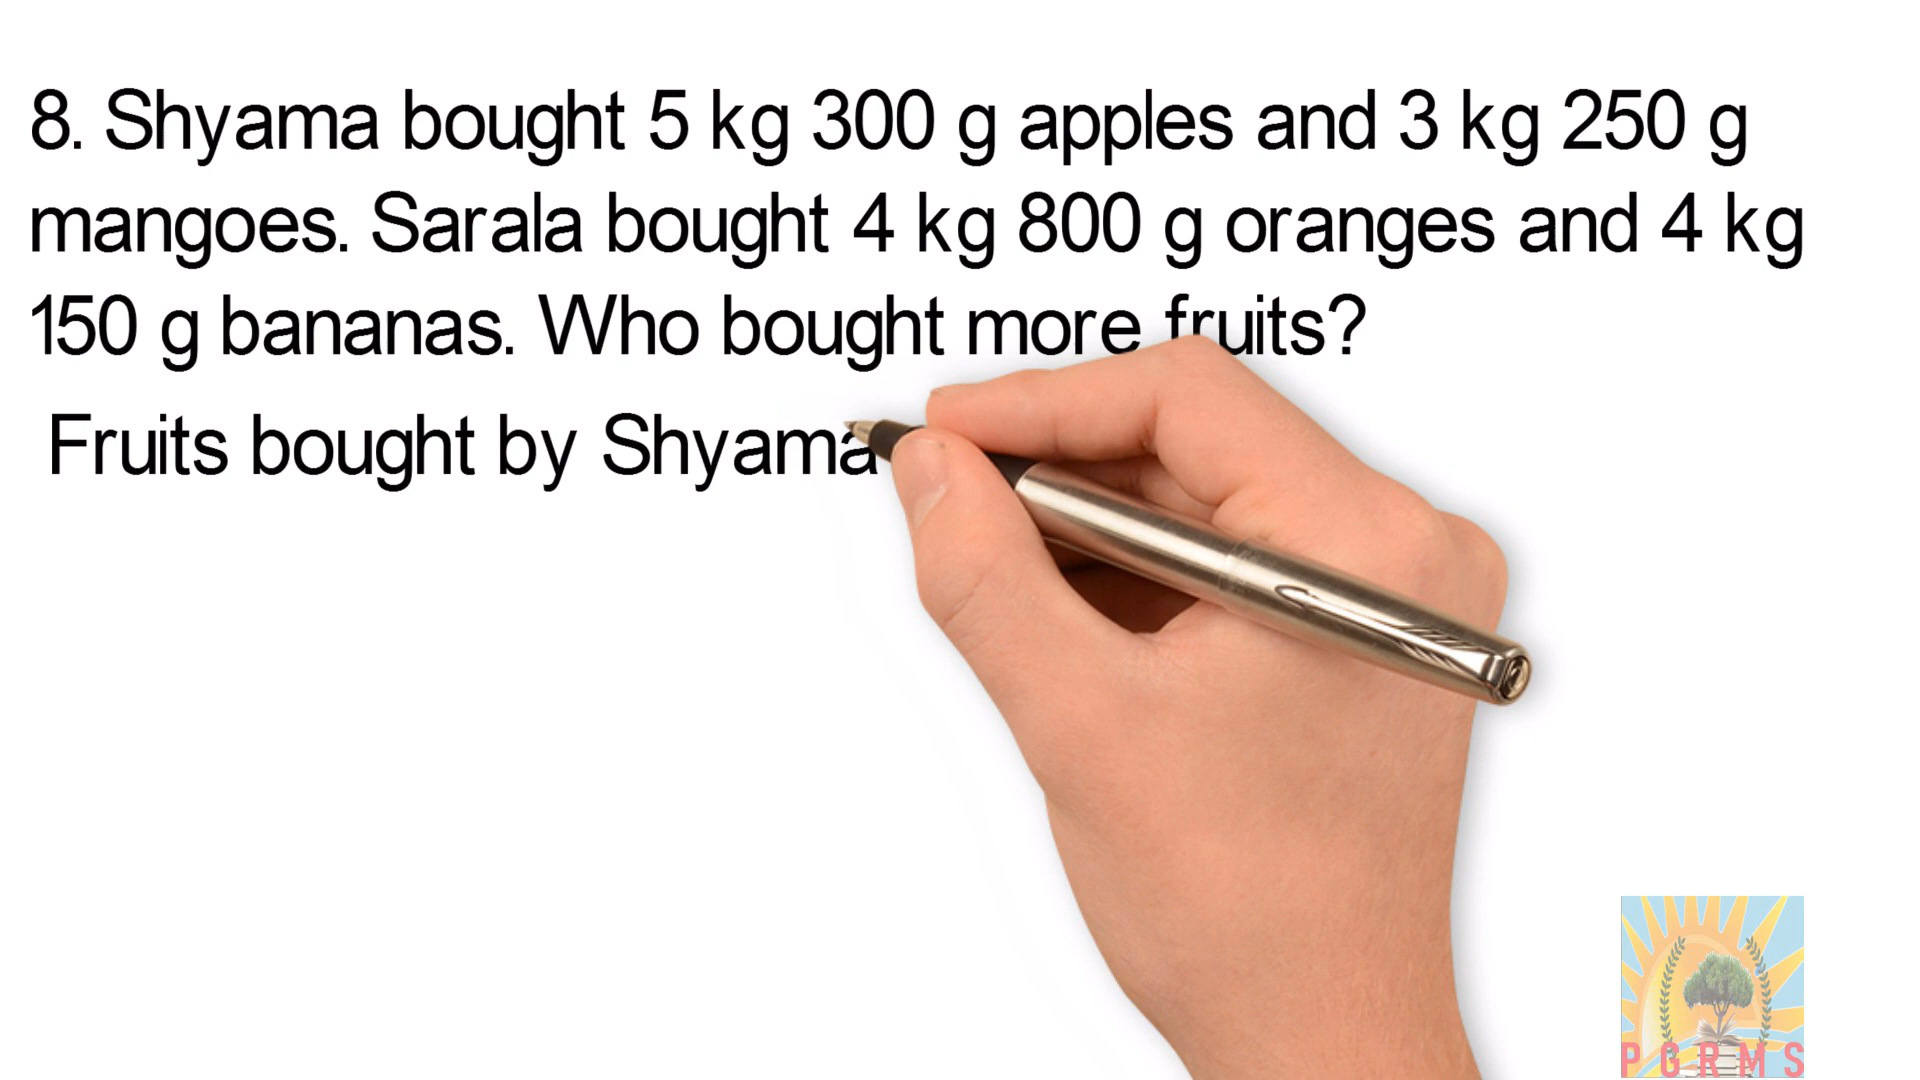 8. Shyama bought 5 kg 300 g apples and 3 kg 250 g
mangoes. Sarala bought 4 kg 800 g oranges and 4 kg
150 g bananas. Who bought more fruits?
Fruits bought by Shyama
PGRMS